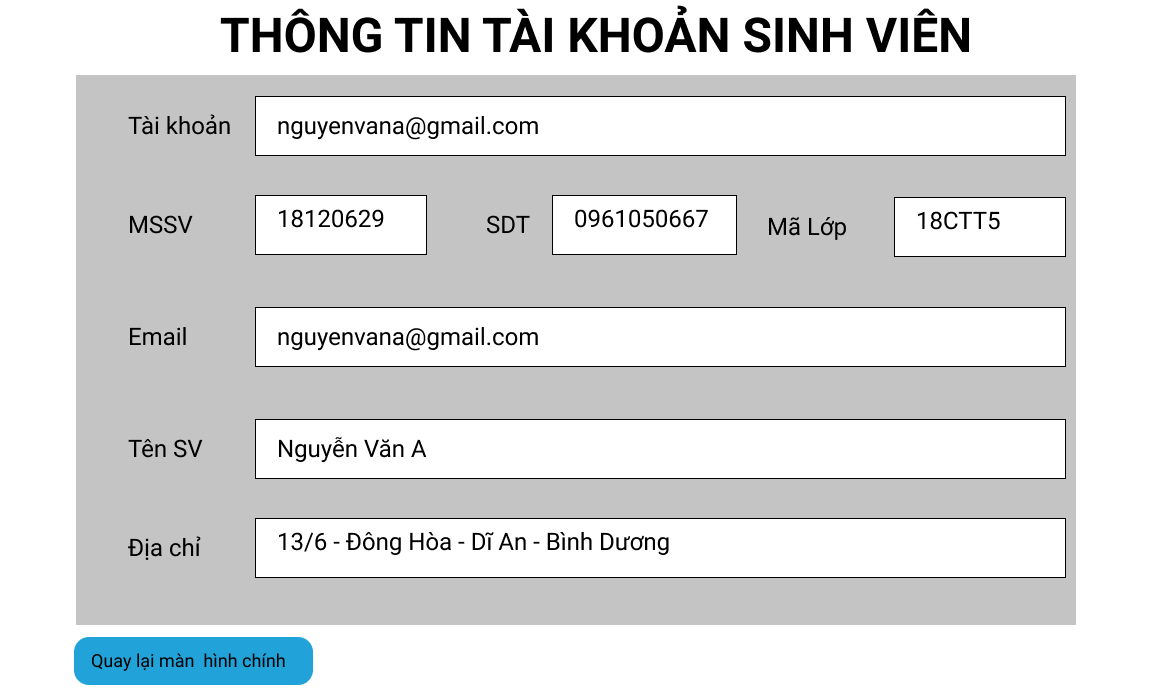 THÔNG TIN TÀI KHOẢN SINH VIÊN
Tài khoản nguyenvana@gmail.com
MSSV 18120629 SDT 0961050667 Mã Lớp 18CTT5
Email nguyenvana@gmail.com
Tên SV Nguyễn Văn A
Địa chỉ 13/6 - Đông Hòa - Dĩ An - Bình Dương
Quay lại màn hình chính